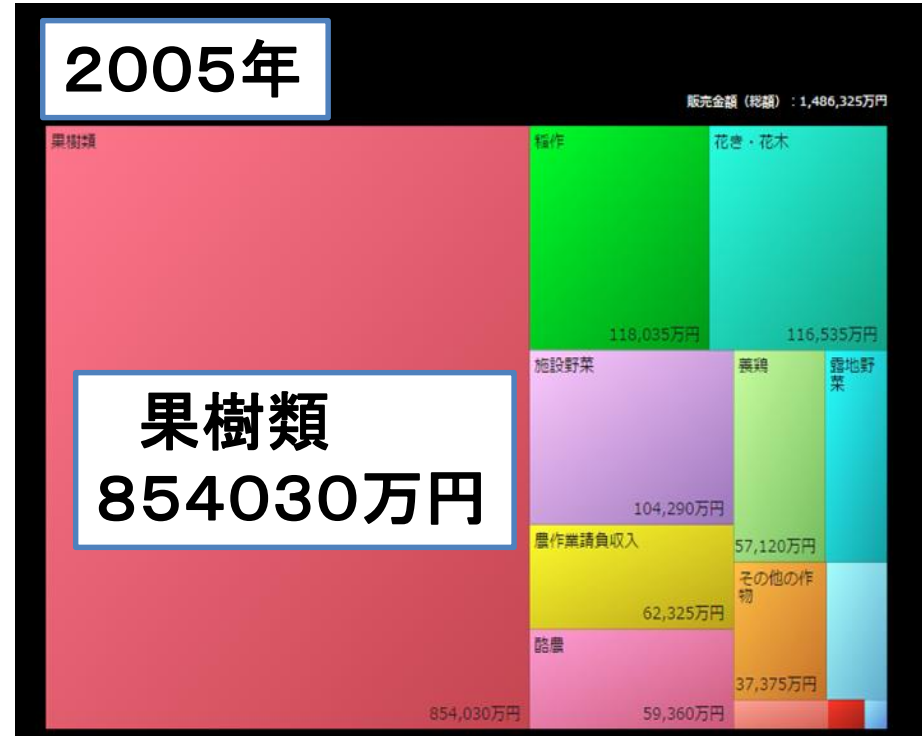 2005年
販売金額（総額）：1,486,325万円
果樹類
稲作
花き・花木
118,035万円
116,535万円
施設野菜
養鶏
露地野
菜
果樹類
854030万円
104,290万円
農作業請負収入
57,120万円
その他の作
物
62,325万円
酪農
37,375万円
854,030万円
59,360万円